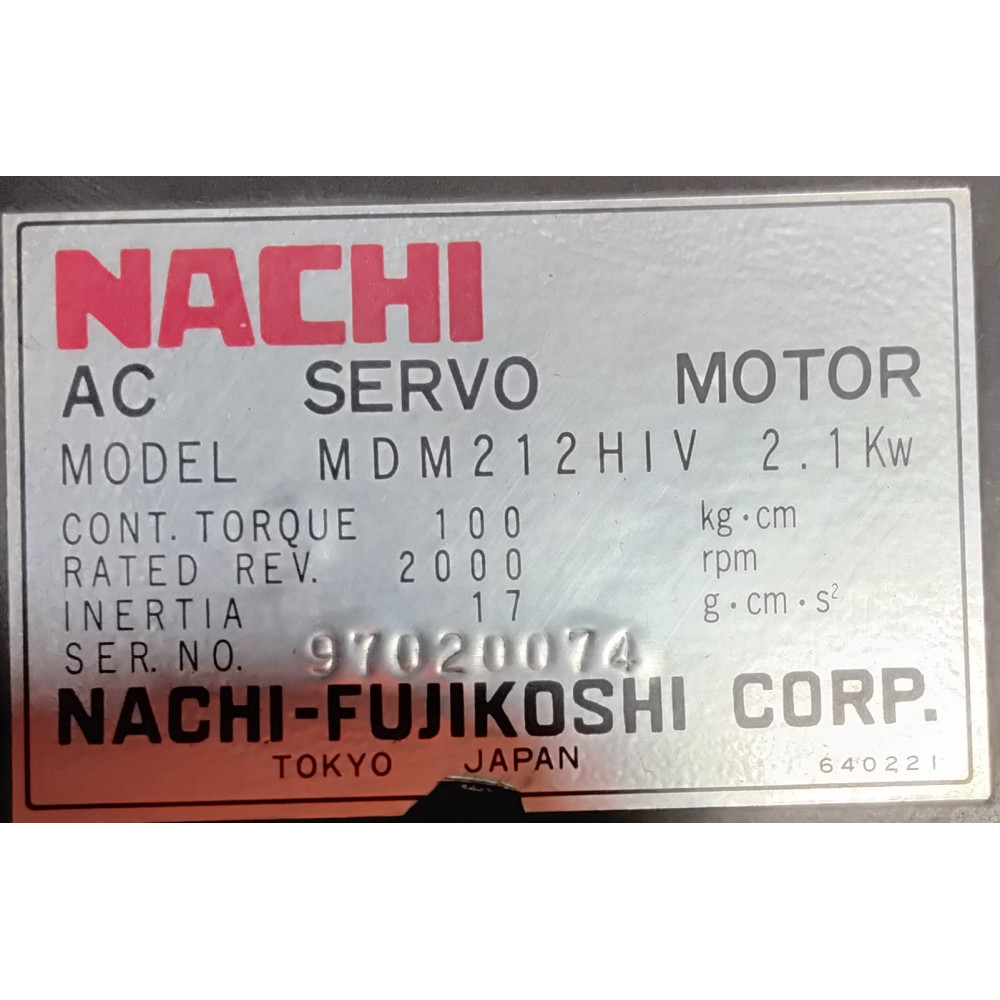 NACHI
AC SERVO MOTOR
MODEL MDM212HIV 2.1Kw
CONT. TORQUE 100 kg·cm
RATED REV. 2000 rpm
INERTIA 17 g·cm·s²
SER. NO. 97020074
NACHI-FUJIKOSHI CORP.
TOKYO JAPAN 640221